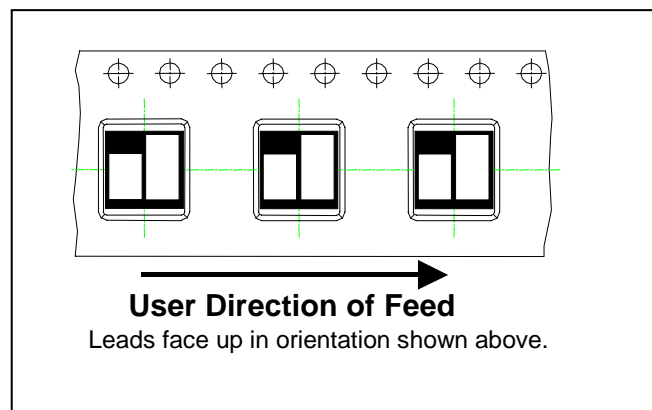 User Direction of Feed
Leads face up in orientation shown above.